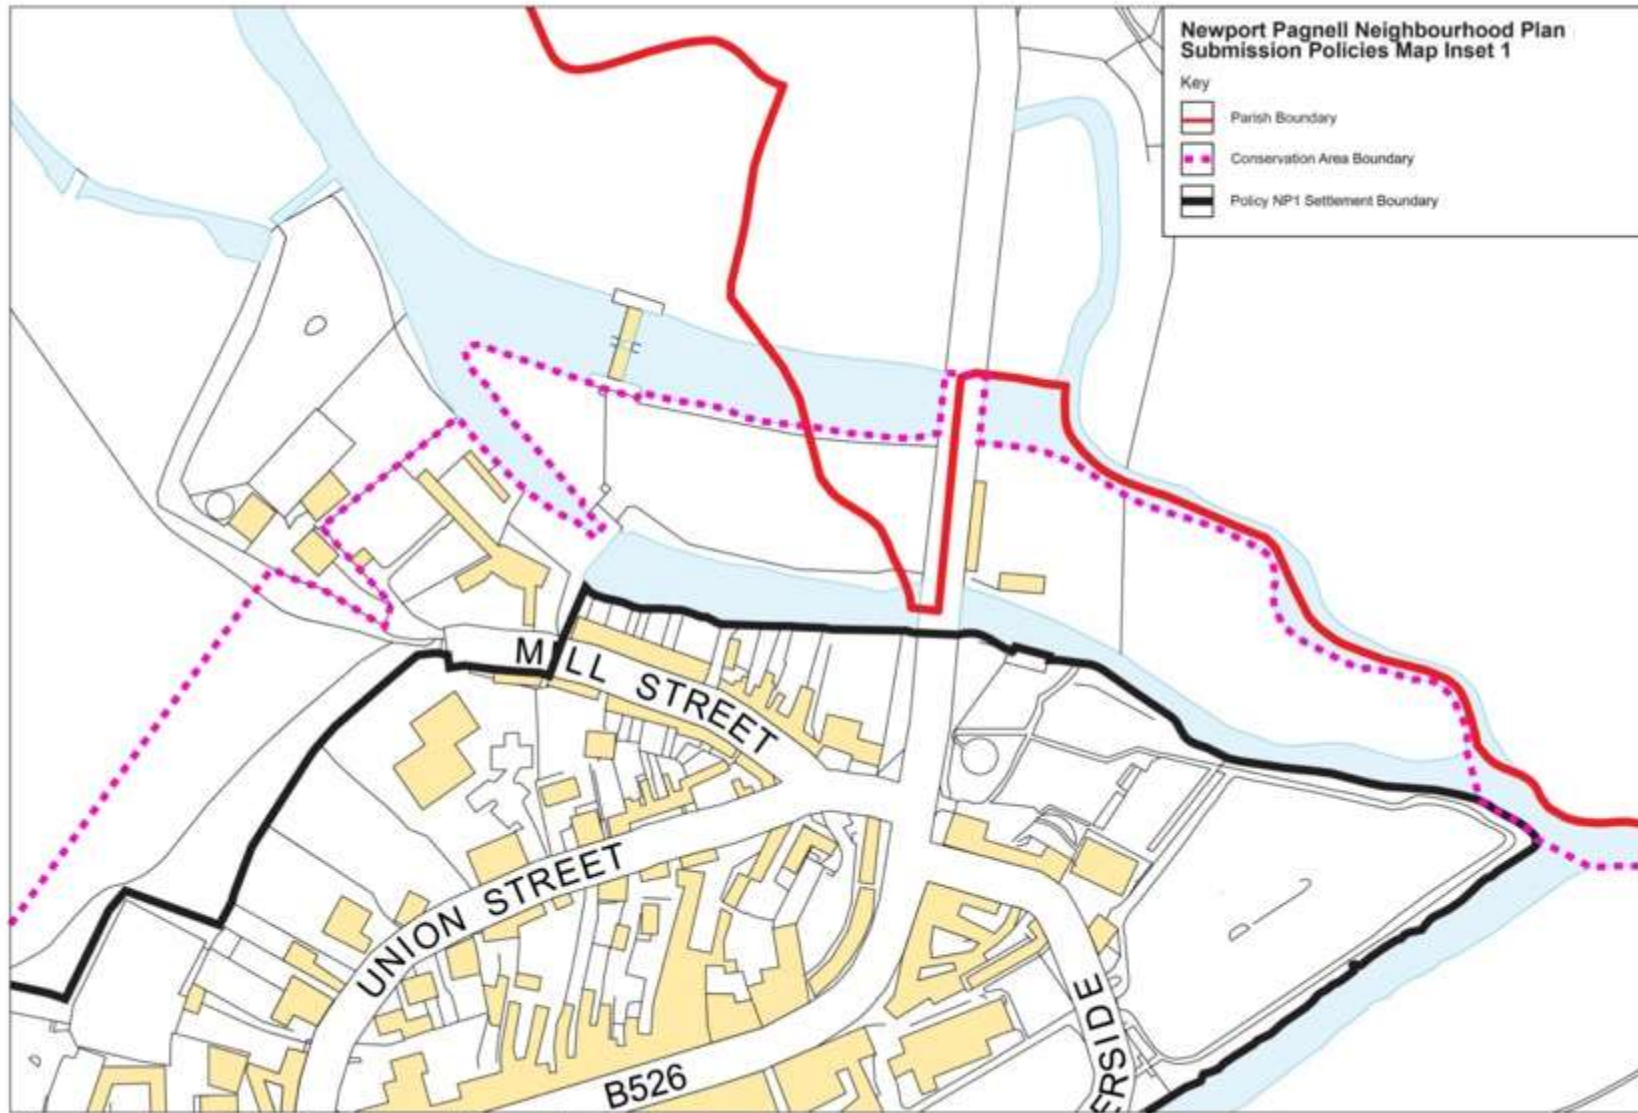 Newport Pagnell Neighbourhood Plan
Submission Policies Map Inset 1
Key
Parish Boundary
Conservation Area Boundary
Policy NP1 Settlement Boundary
MILL STREET
UNION STREET
B526
ERSIDE